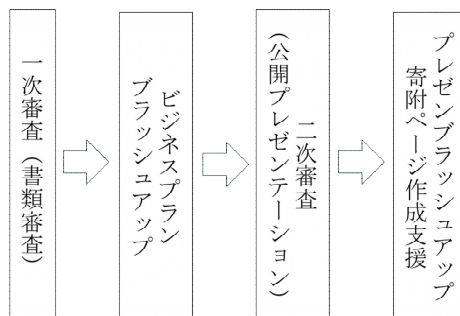 一次審査（書類審査）
ビジネスプラン
ブラッシュアップ
二次審査
（公開プレゼンテーション）
プレゼンブラッシュアップ
寄附ページ作成支援